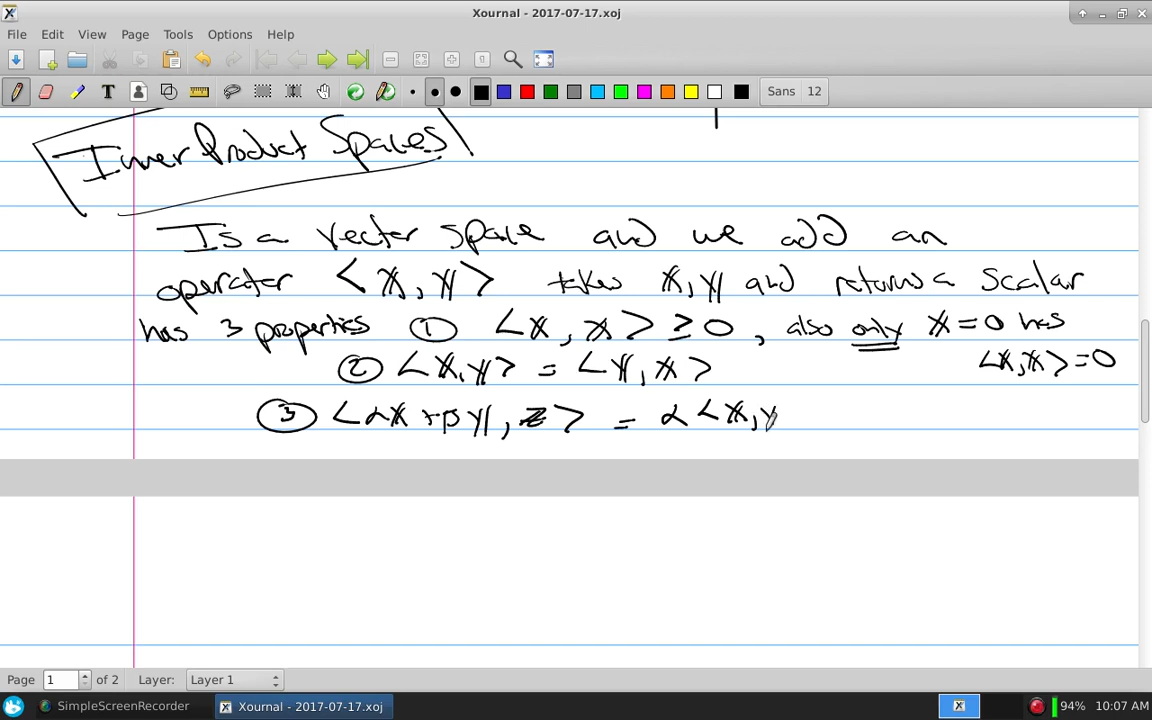 Xournal - 2017-07-17.xoj
File Edit View Page Tools Options Help
Sans 12
Inner Product Spaces
Is a vector space and we add an
operator <x, y> takes x, y and returns a scalar
has 3 properties ① <x, x> ≥ 0, also only x = 0 has
<x, x> = 0
② <x, y> = <y, x>
③ <αx + βy, z> = α<x, y
Page 1 of 2 Layer: Layer 1
SimpleScreenRecorder Xournal - 2017-07-17.xoj 94% 10:07 AM